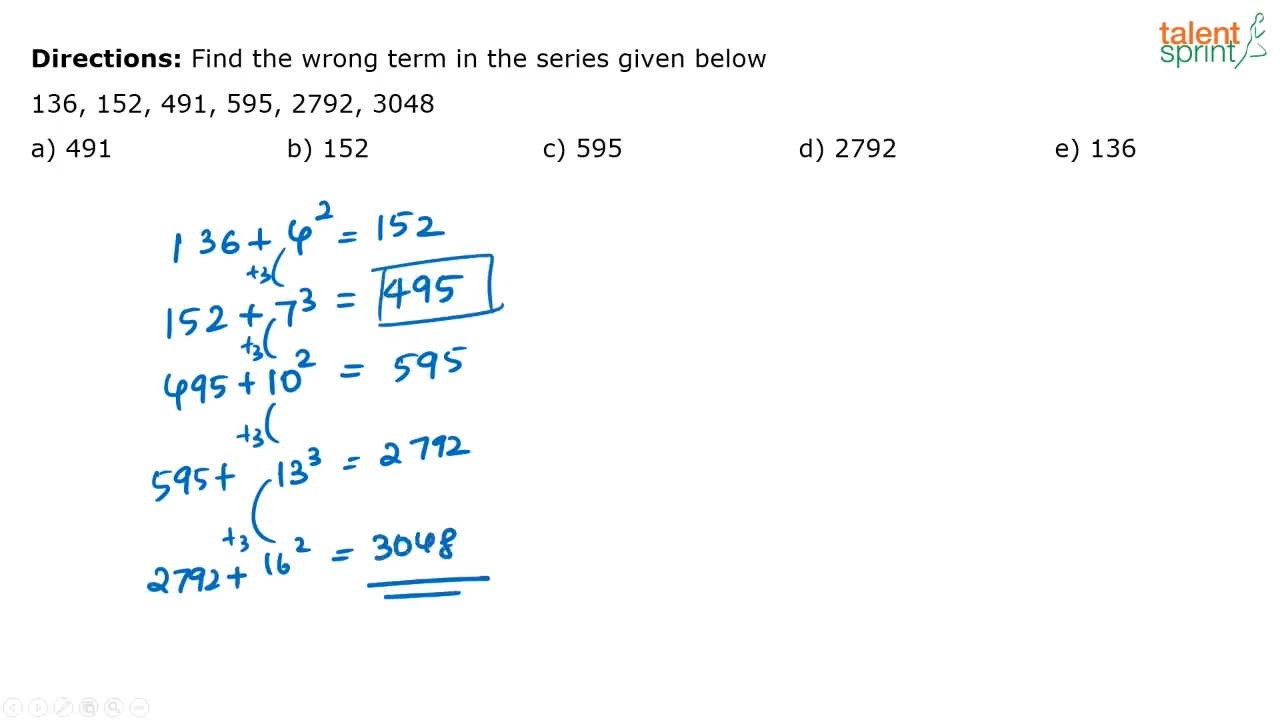 talent
sprint
Directions: Find the wrong term in the series given below
136, 152, 491, 595, 2792, 3048
a) 491 b) 152 c) 595 d) 2792 e) 136
136 + 4² = 152
+3
152 + 7³ = 495
+3
495 + 10² = 595
+3
595 + 13³ = 2792
+3
2792 + 16² = 3048